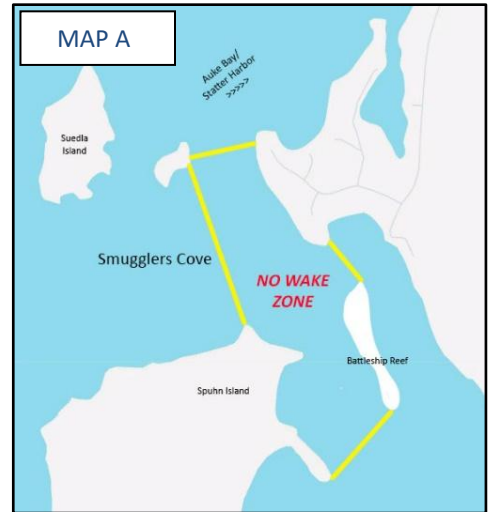 MAP A
Auke Bay/
Statter Harbor
>>>>>
Suedla
Island
Smugglers Cove
NO WAKE
ZONE
Battleship Reef
Spuhn Island